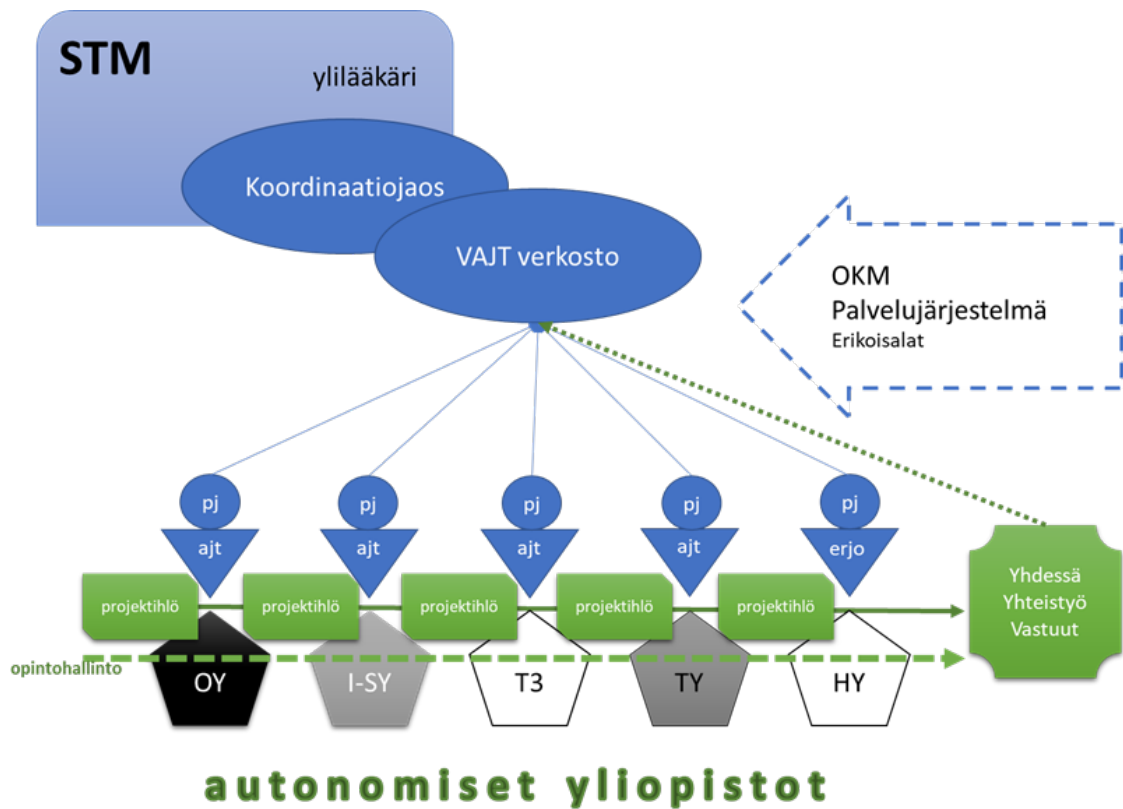 STM
ylilääkäri
Koordinaatiojaos
VAJT verkosto
OKM
Palvelujärjestelmä
Erikoisalat
pj
pj
pj
pj
pj
ajt
ajt
ajt
ajt
erjo
projektihlö
projektihlö
projektihlö
projektihlö
projektihlö
Yhdessä
Yhteistyö
Vastuut
opintohallinto
OY
I-SY
T3
TY
HY
autonomiset yliopistot